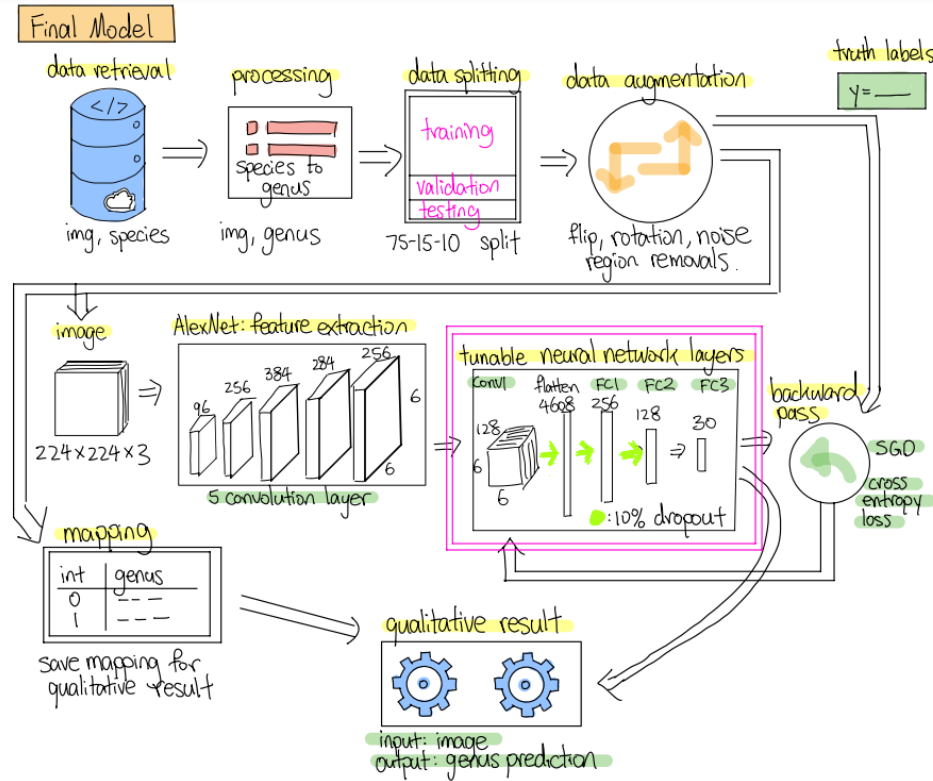 Final Model
data retrieval
</>
img, species
processing
species to
genus
img, genus
data splitting
training
validation
testing
75-15-10 split
data augmentation
flip, rotation, noise
region removals.
truth labels
y=
image
224×224×3
AlexNet: feature extraction
96
256
384
284
256
6
6
5 convolution layer
tunable neural network layers
Conv1
flatten
FC1
FC2
FC3
4608
256
128
30
128
6
6
:10% dropout
backward
pass
SGD
cross
entropy
loss
mapping
int
genus
0
---
1
---
save mapping for
qualitative result
qualitative result
input: image
output: genus prediction